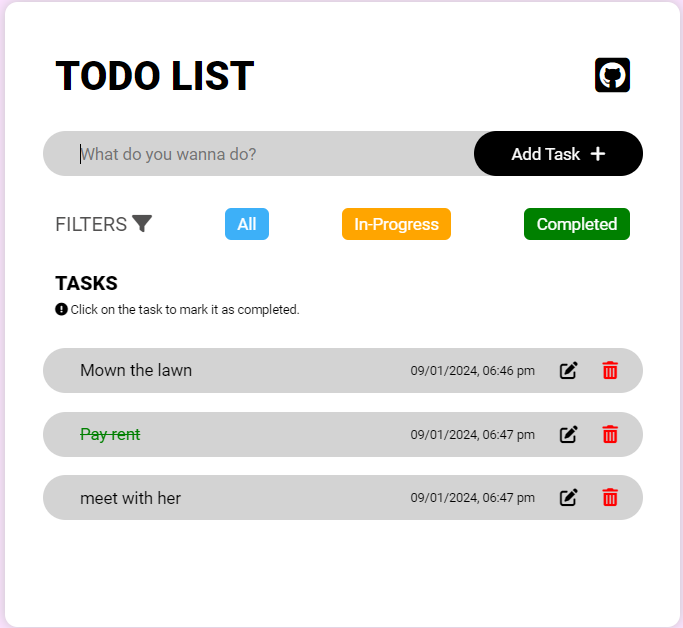 TODO LIST
What do you wanna do? Add Task
FILTERS All In-Progress Completed
TASKS
Click on the task to mark it as completed.
Mown the lawn 09/01/2024, 06:46 pm
Pay rent 09/01/2024, 06:47 pm
meet with her 09/01/2024, 06:47 pm